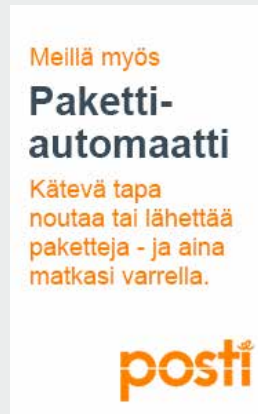 Meillä myös
Paketti-
automaatti
Kätevä tapa
noutaa tai lähettää
paketteja - ja aina
matkasi varrella.
posti